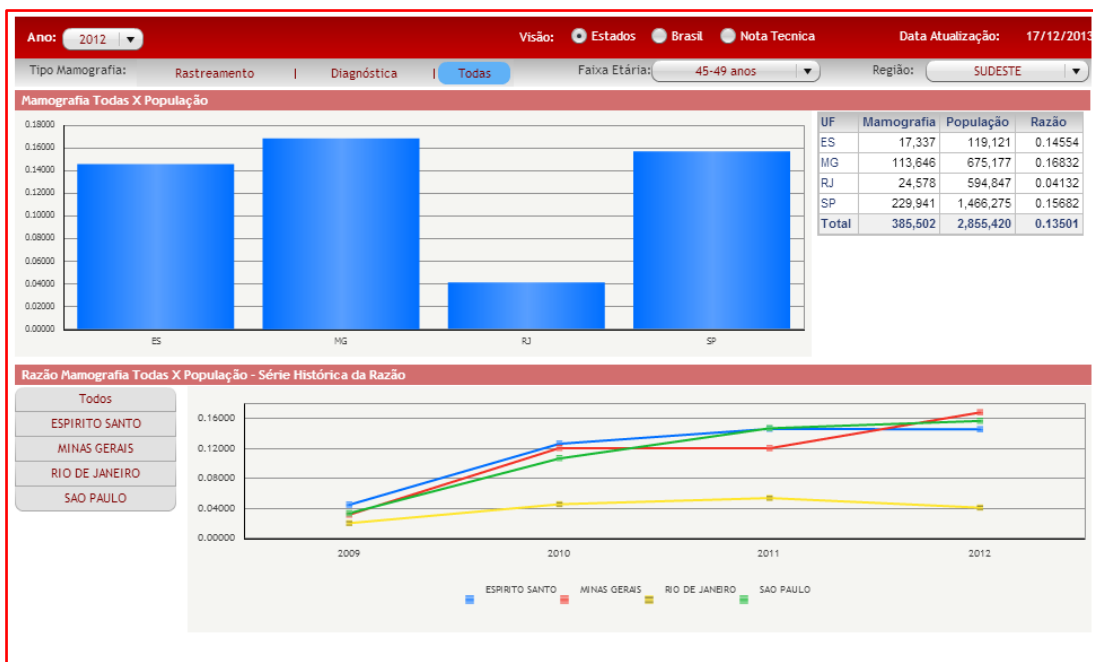 Ano: 2012 Visão: Estados Brasil Nota Tecnica Data Atualização: 17/12/2013
Tipo Mamografia: Rastreamento | Diagnóstica | Todas Faixa Etária: 45-49 anos Região: SUDESTE
Mamografia Todas X População
0.18000
0.16000
0.14000
0.12000
0.10000
0.08000
0.06000
0.04000
0.02000
0.00000
ES MG RJ SP
UF Mamografia População Razão
ES 17,337 119,121 0.14554
MG 113,646 675,177 0.16832
RJ 24,578 594,847 0.04132
SP 229,941 1,466,275 0.15682
Total 385,502 2,855,420 0.13501
Razão Mamografia Todas X População - Série Histórica da Razão
Todos
ESPIRITO SANTO
MINAS GERAIS
RIO DE JANEIRO
SAO PAULO
0.16000
0.12000
0.08000
0.04000
0.00000
2009 2010 2011 2012
ESPIRITO SANTO MINAS GERAIS RIO DE JANEIRO SAO PAULO